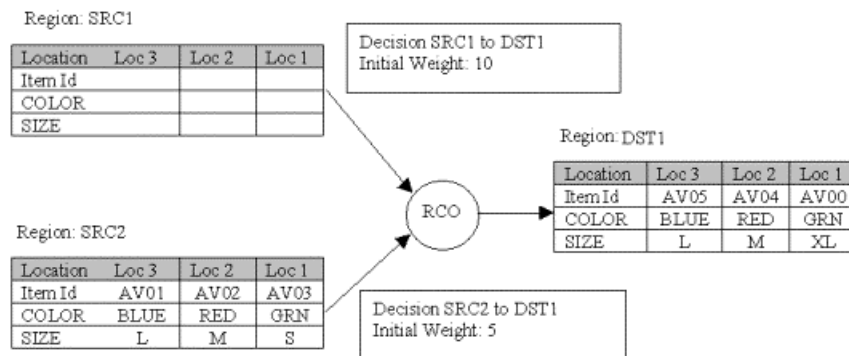 Region: SRC1
Location Loc 3 Loc 2 Loc 1
Item Id
COLOR
SIZE
Decision SRC1 to DST1
Initial Weight: 10
Region: DST1
Location Loc 3 Loc 2 Loc 1
Item Id AV05 AV04 AV00
COLOR BLUE RED GRN
SIZE L M XL
RCO
Region: SRC2
Location Loc 3 Loc 2 Loc 1
Item Id AV01 AV02 AV03
COLOR BLUE RED GRN
SIZE L M S
Decision SRC2 to DST1
Initial Weight: 5